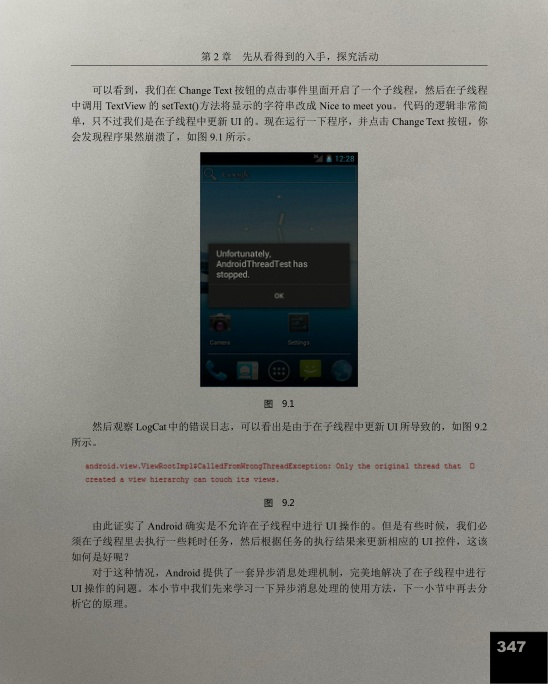 第 2 章　先从看得到的入手，探究活动
可以看到，我们在 Change Text 按钮的点击事件里面开启了一个子线程，然后在子线程
中调用 TextView 的 setText()方法将显示的字符串改成 Nice to meet you。代码的逻辑非常简
单，只不过我们是在子线程中更新 UI 的。现在运行一下程序，并点击 Change Text 按钮，你
会发现程序果然崩溃了，如图 9.1 所示。
12:28
Google
Unfortunately,
AndroidThreadTest has
stopped.
OK
Camera
Settings
图　9.1
然后观察 LogCat 中的错误日志，可以看出是由于在子线程中更新 UI 所导致的，如图 9.2
所示。
android.view.ViewRootImpl$CalledFromWrongThreadException: Only the original thread that
created a view hierarchy can touch its views.
图　9.2
由此证实了 Android 确实是不允许在子线程中进行 UI 操作的。但是有些时候，我们必
须在子线程里去执行一些耗时任务，然后根据任务的执行结果来更新相应的 UI 控件，这该
如何是好呢？
对于这种情况，Android 提供了一套异步消息处理机制，完美地解决了在子线程中进行
UI 操作的问题。本小节中我们先来学习一下异步消息处理的使用方法，下一小节中再去分
析它的原理。
347